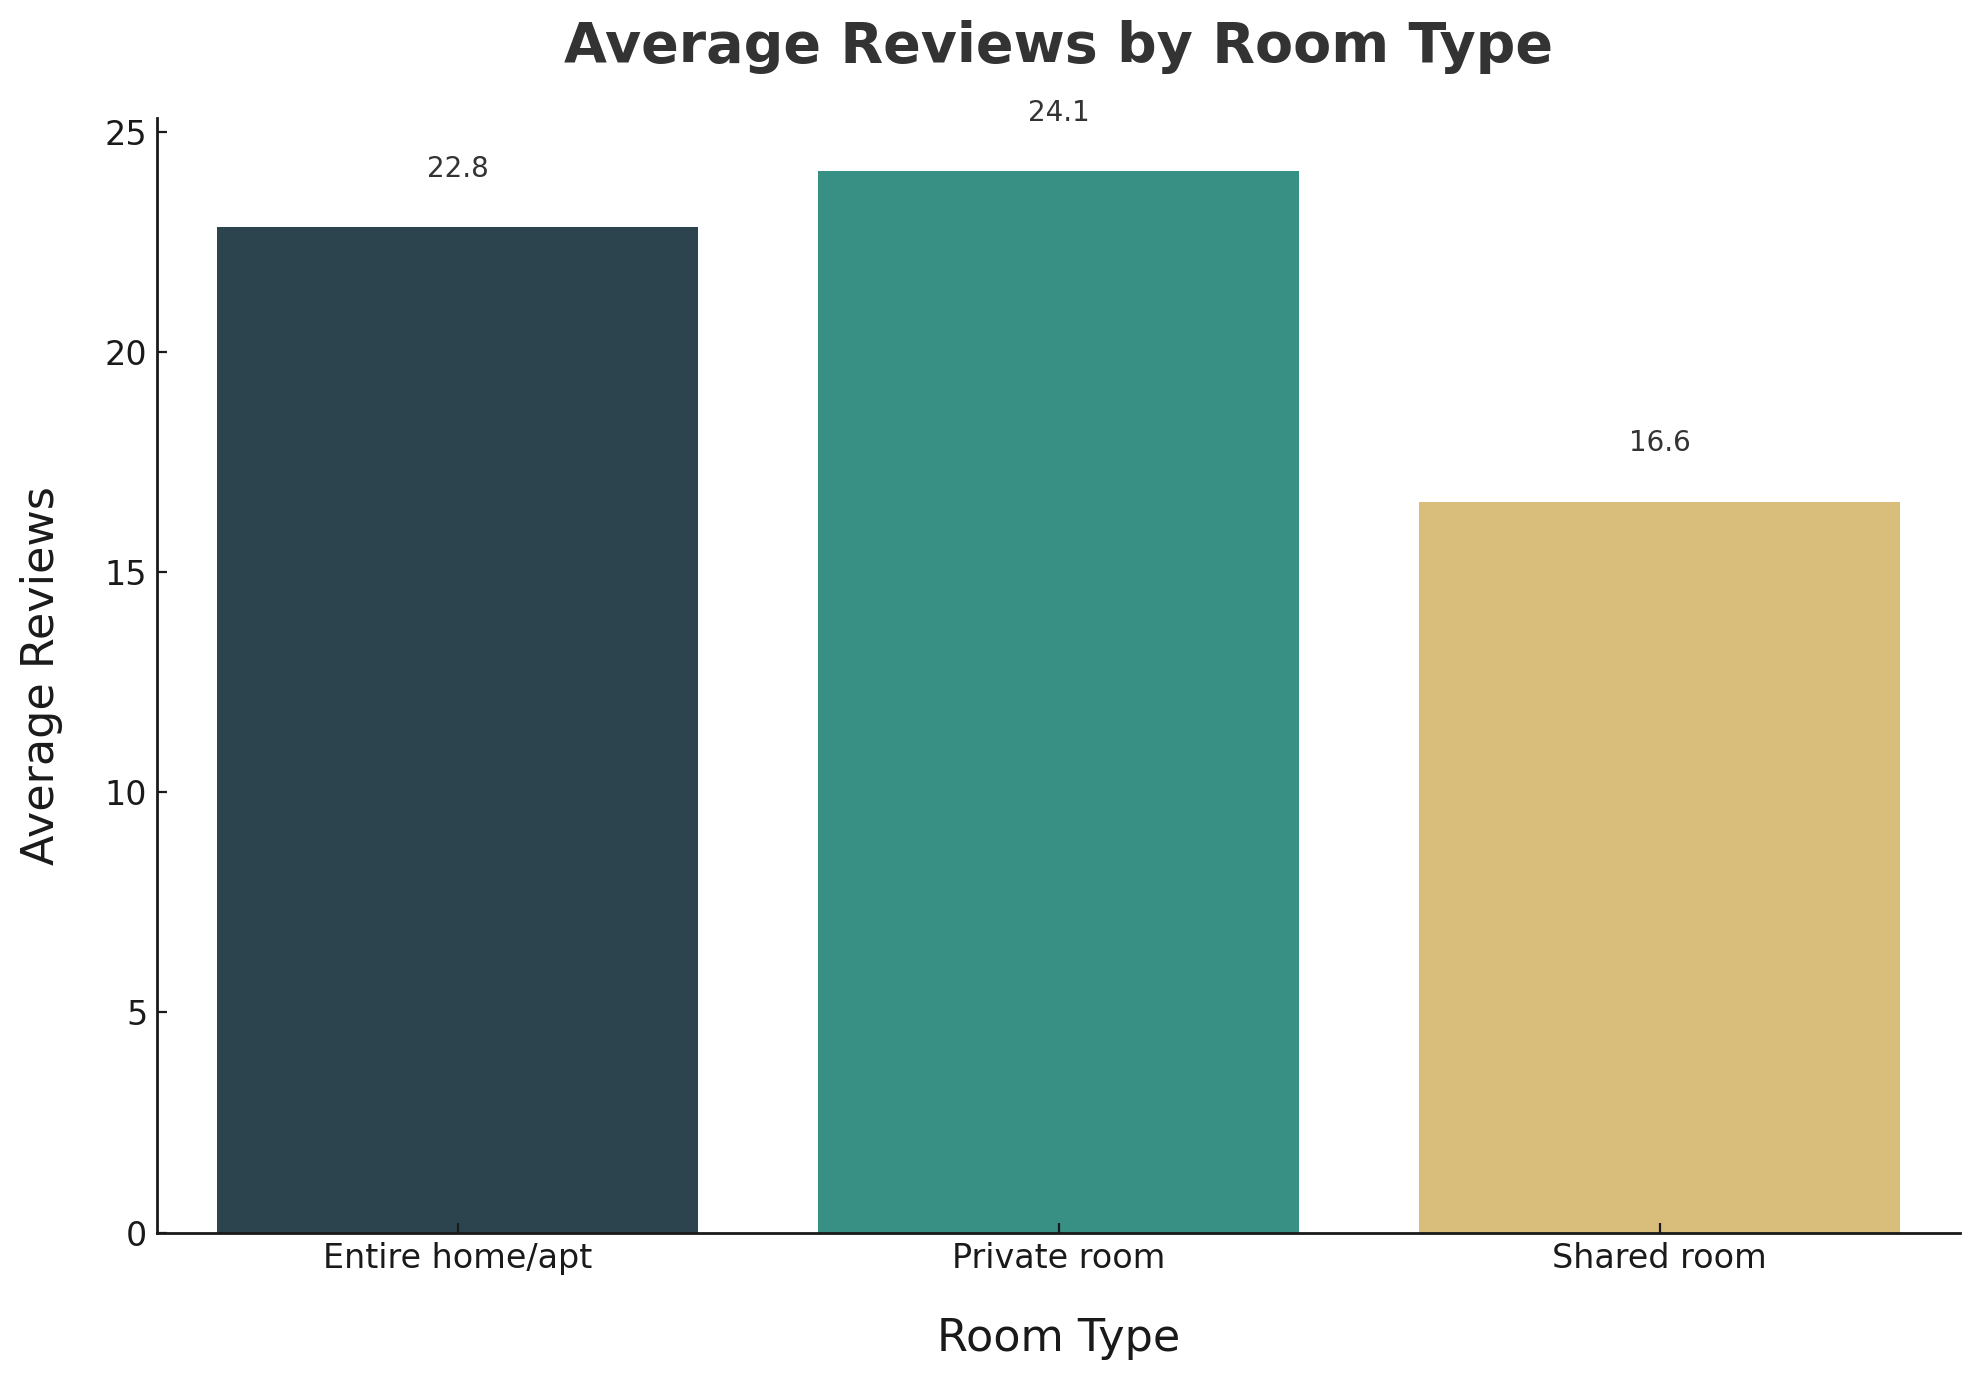 Average Reviews by Room Type
24.1
22.8
16.6
25
20
15
10
5
0
Average Reviews
Entire home/apt
Private room
Shared room
Room Type